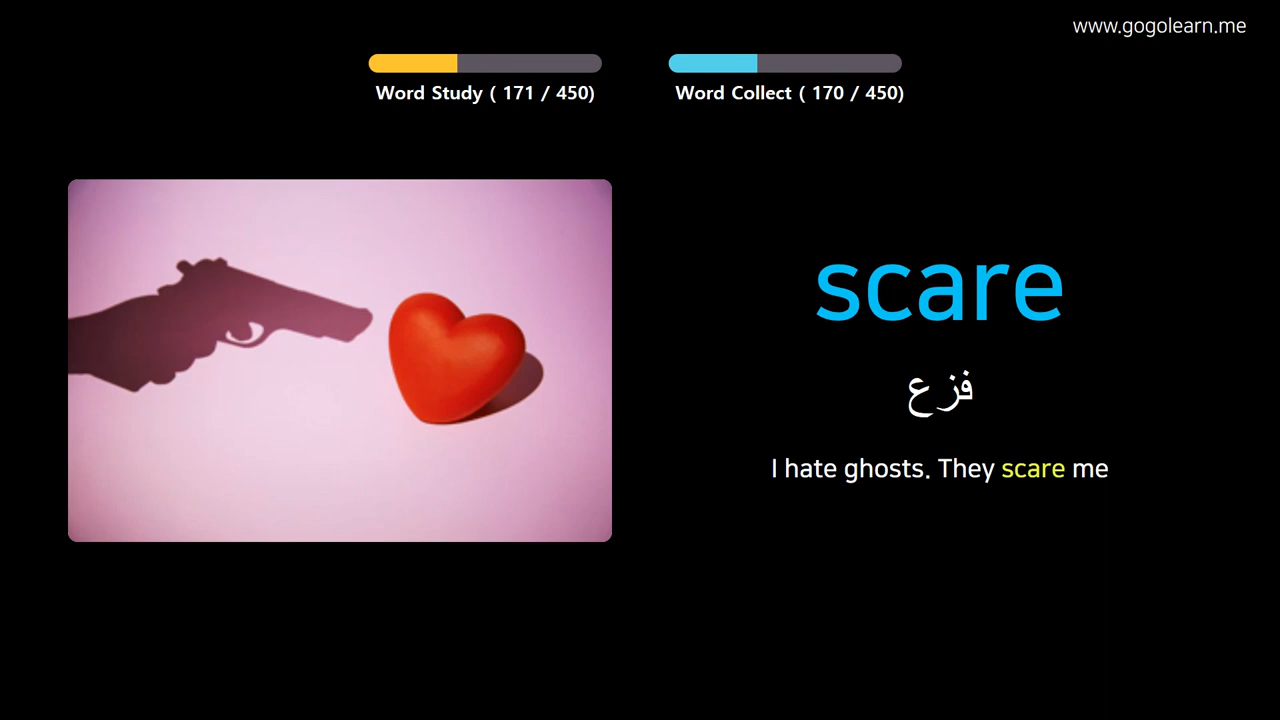 www.gogolearn.me
Word Study ( 171 / 450)
Word Collect ( 170 / 450)
scare
فزع
I hate ghosts. They scare me